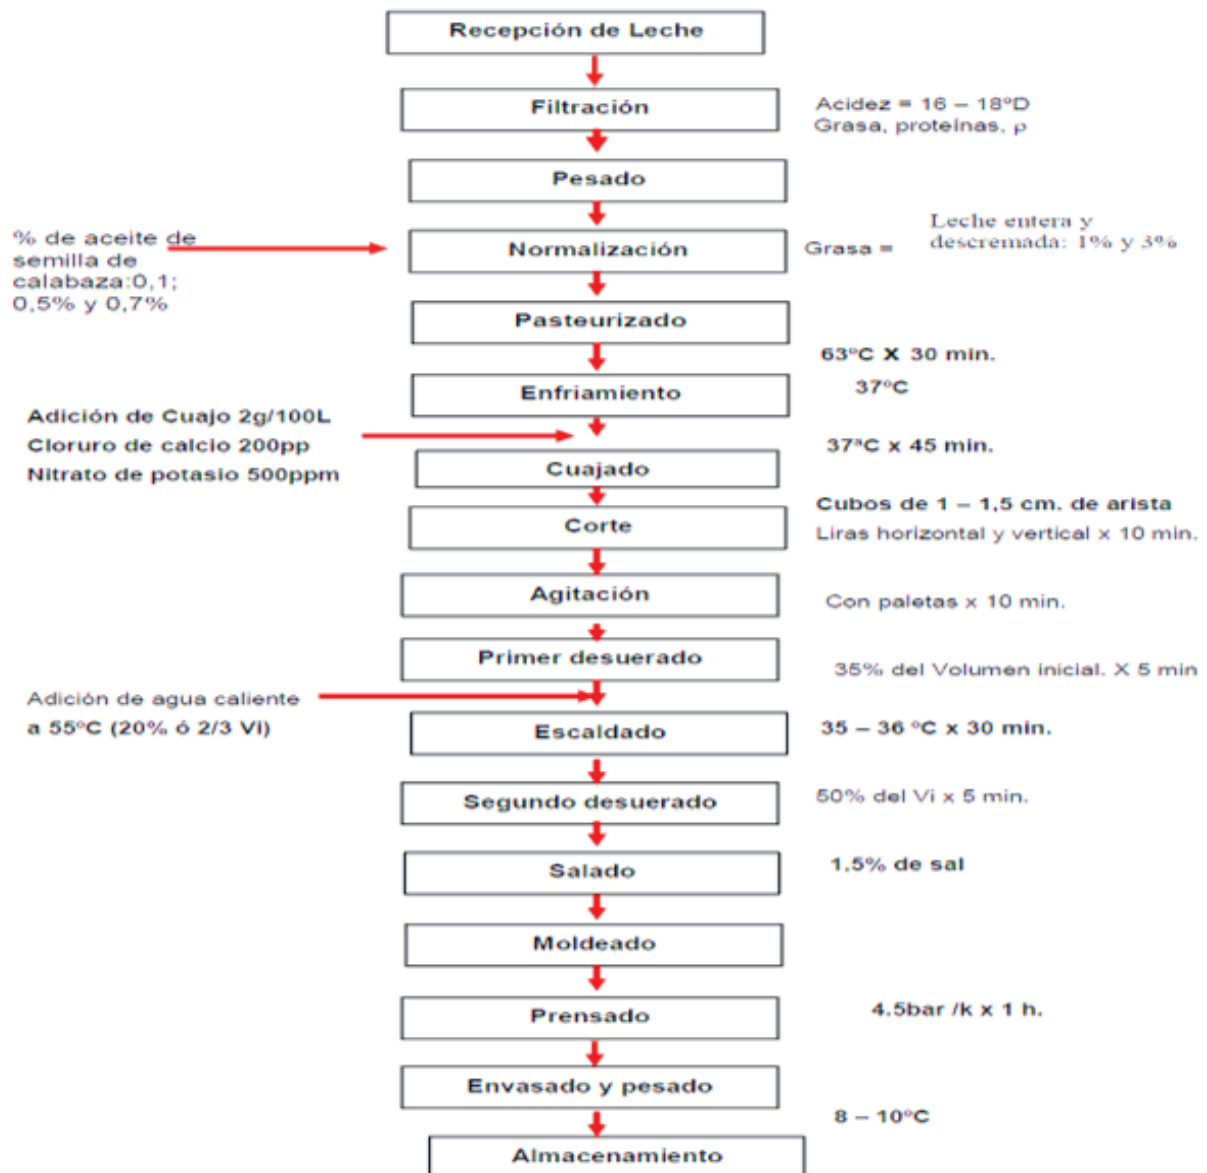 Recepción de Leche
Filtración
Acidez = 16 – 18ºD
Grasa, proteínas, ρ
Pesado
% de aceite de
semilla de
calabaza:0,1;
0,5% y 0,7%
Normalización
Grasa =
Leche entera y
descremada: 1% y 3%
Pasteurizado
63ºC X 30 min.
Enfriamiento
37ºC
Adición de Cuajo 2g/100L
Cloruro de calcio 200pp
Nitrato de potasio 500ppm
37ªC x 45 min.
Cuajado
Cubos de 1 – 1,5 cm. de arista
Corte
Liras horizontal y vertical x 10 min.
Agitación
Con paletas x 10 min.
Primer desuerado
35% del Volumen inicial. X 5 min
Adición de agua caliente
a 55ºC (20% ó 2/3 Vi)
Escaldado
35 – 36 ºC x 30 min.
Segundo desuerado
50% del Vi x 5 min.
Salado
1,5% de sal
Moldeado
Prensado
4.5bar /k x 1 h.
Envasado y pesado
8 – 10ºC
Almacenamiento